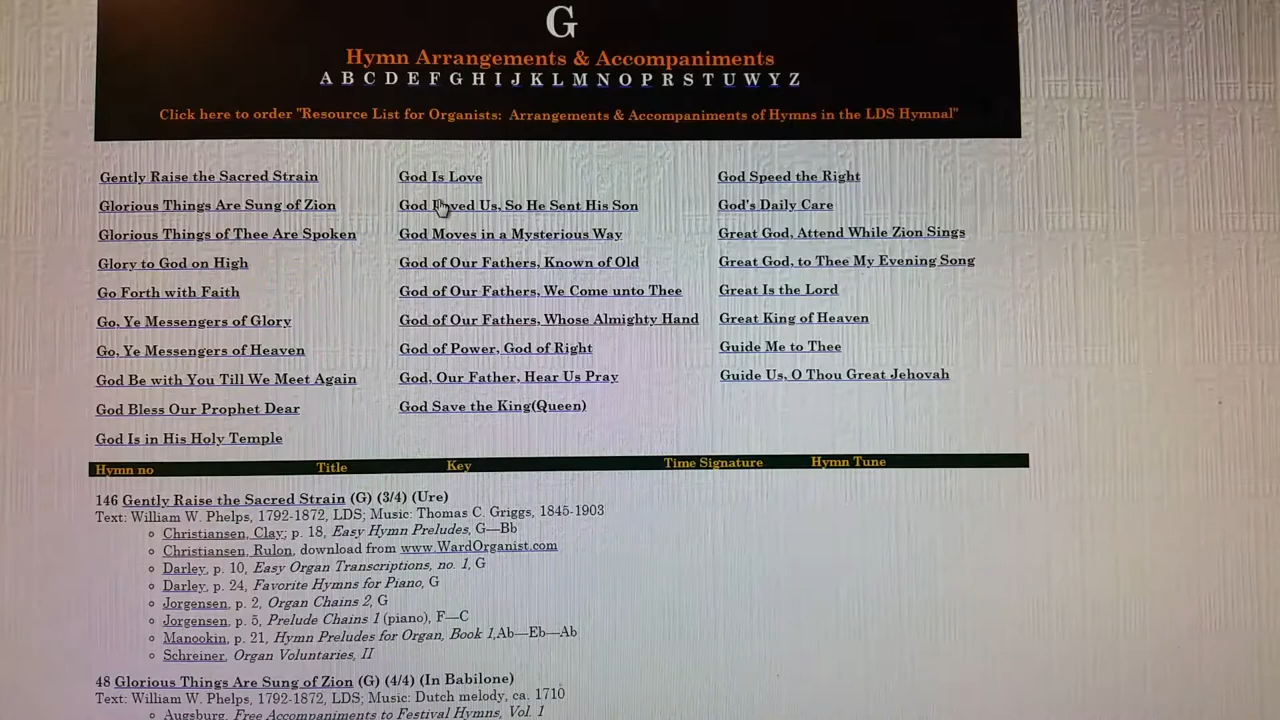 G
Hymn Arrangements & Accompaniments
A B C D E F G H I J K L M N O P R S T U W Y Z
Click here to order "Resource List for Organists: Arrangements & Accompaniments of Hymns in the LDS Hymnal"
Gently Raise the Sacred Strain
Glorious Things Are Sung of Zion
Glorious Things of Thee Are Spoken
Glory to God on High
Go Forth with Faith
Go, Ye Messengers of Glory
Go, Ye Messengers of Heaven
God Be with You Till We Meet Again
God Bless Our Prophet Dear
God Is in His Holy Temple
God Is Love
God Loved Us, So He Sent His Son
God Moves in a Mysterious Way
God of Our Fathers, Known of Old
God of Our Fathers, We Come unto Thee
God of Our Fathers, Whose Almighty Hand
God of Power, God of Right
God, Our Father, Hear Us Pray
God Save the King(Queen)
God Speed the Right
God's Daily Care
Great God, Attend While Zion Sings
Great God, to Thee My Evening Song
Great Is the Lord
Great King of Heaven
Guide Me to Thee
Guide Us, O Thou Great Jehovah
Hymn no Title Key Time Signature Hymn Tune
146 Gently Raise the Sacred Strain (G) (3/4) (Ure)
Text: William W. Phelps, 1792-1872, LDS; Music: Thomas C. Griggs, 1845-1903
Christiansen, Clay; p. 18, Easy Hymn Preludes, G—Bb
Christiansen, Rulon, download from www.WardOrganist.com
Darley, p. 10, Easy Organ Transcriptions, no. 1, G
Darley, p. 24, Favorite Hymns for Piano, G
Jorgensen, p. 2, Organ Chains 2, G
Jorgensen, p. 5, Prelude Chains 1 (piano), F—C
Manookin, p. 21, Hymn Preludes for Organ, Book 1,Ab—Eb—Ab
Schreiner, Organ Voluntaries, II
48 Glorious Things Are Sung of Zion (G) (4/4) (In Babilone)
Text: William W. Phelps, 1792-1872, LDS; Music: Dutch melody, ca. 1710
Augsburg, Free Accompaniments to Festival Hymns, Vol. 1